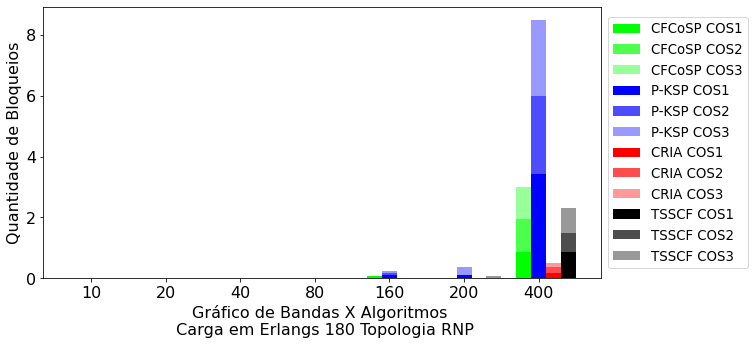 Quantidade de Bloqueios
8
6
4
2
0
10 20 40 80 160 200 400
Gráfico de Bandas X Algoritmos
Carga em Erlangs 180 Topologia RNP
CFCoSP COS1
CFCoSP COS2
CFCoSP COS3
P-KSP COS1
P-KSP COS2
P-KSP COS3
CRIA COS1
CRIA COS2
CRIA COS3
TSSCF COS1
TSSCF COS2
TSSCF COS3